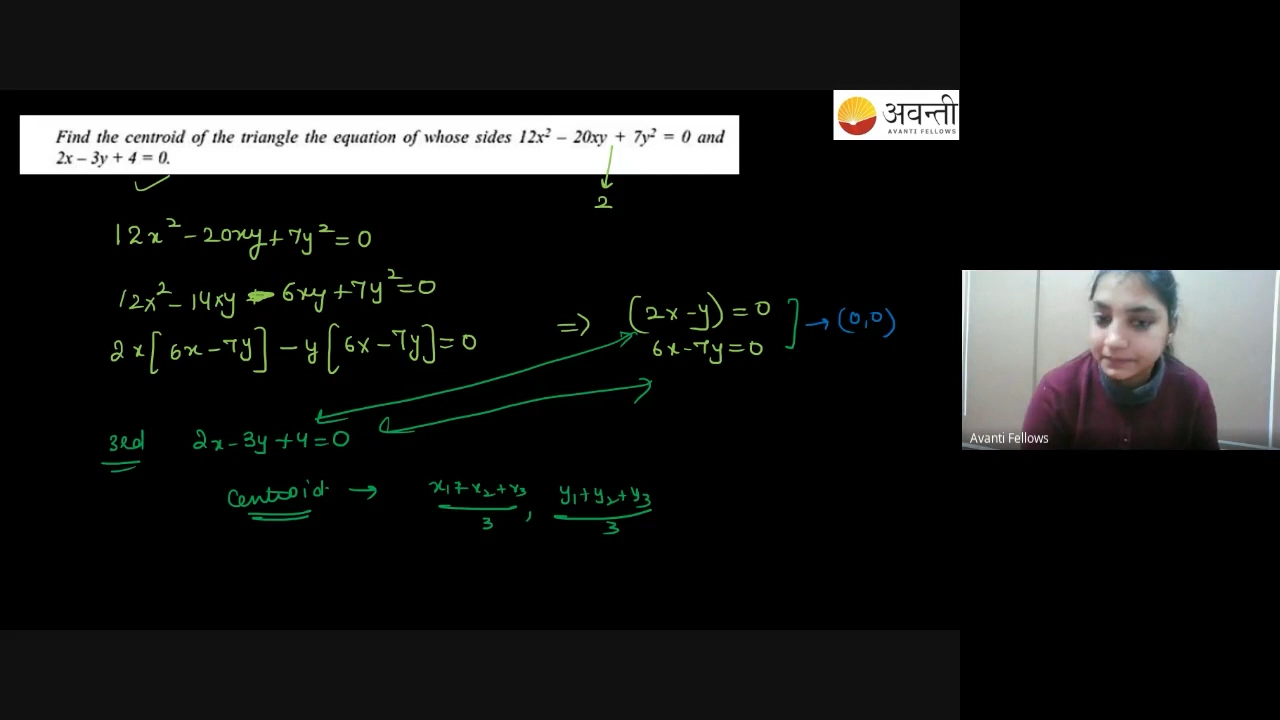 अवन्ती
AVANTI FELLOWS
Find the centroid of the triangle the equation of whose sides 12x² – 20xy + 7y² = 0 and
2x – 3y + 4 = 0.
2
12x² - 20xy + 7y² = 0
12x² - 14xy - 6xy + 7y² = 0
2x[6x - 7y] - y[6x - 7y] = 0
=> (2x - y) = 0
6x - 7y = 0
] → (0,0)
3rd 2x - 3y + 4 = 0
Centroid → x₁+x₂+x₃/3, y₁+y₂+y₃/3
Avanti Fellows